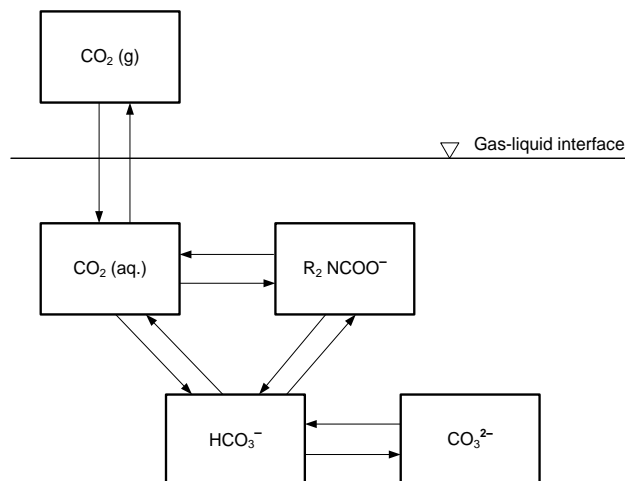 CO₂ (g)
Gas-liquid interface
CO₂ (aq.)
R₂ NCOO⁻
HCO₃⁻
CO₃²⁻